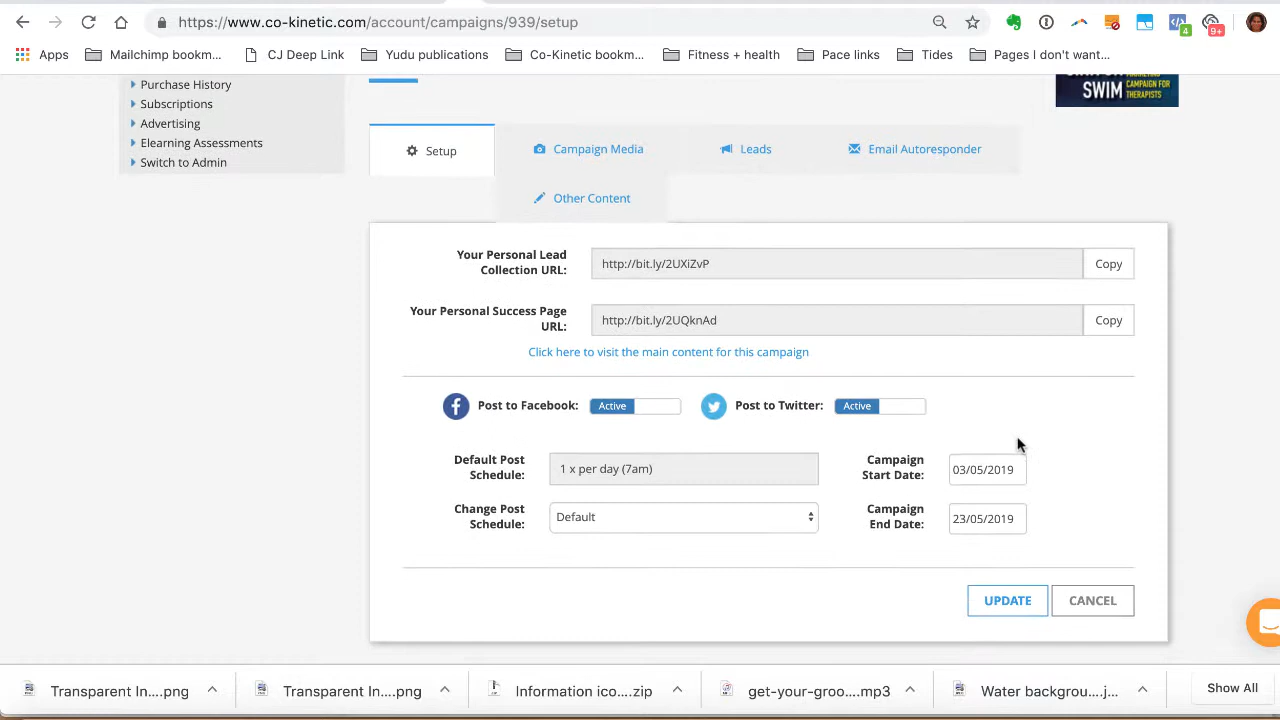 https://www.co-kinetic.com/account/campaigns/939/setup
4
9+
Apps
Mailchimp bookm...
CJ Deep Link
Yudu publications
Co-Kinetic bookm...
Fitness + health
Pace links
Tides
Pages I don't want...
Purchase History
Subscriptions
Advertising
Elearning Assessments
Switch to Admin
SWIM
CAMPAIGN FOR
THERAPISTS
Setup
Campaign Media
Leads
Email Autoresponder
Other Content
Your Personal Lead
Collection URL:
http://bit.ly/2UXiZvP
Copy
Your Personal Success Page
URL:
http://bit.ly/2UQknAd
Copy
Click here to visit the main content for this campaign
Post to Facebook:
Active
Post to Twitter:
Active
Default Post
Schedule:
1 x per day (7am)
Campaign
Start Date:
03/05/2019
Change Post
Schedule:
Default
Campaign
End Date:
23/05/2019
UPDATE
CANCEL
Transparent In....png
Transparent In....png
Information ico....zip
get-your-groo....mp3
Water backgrou....j...
Show All